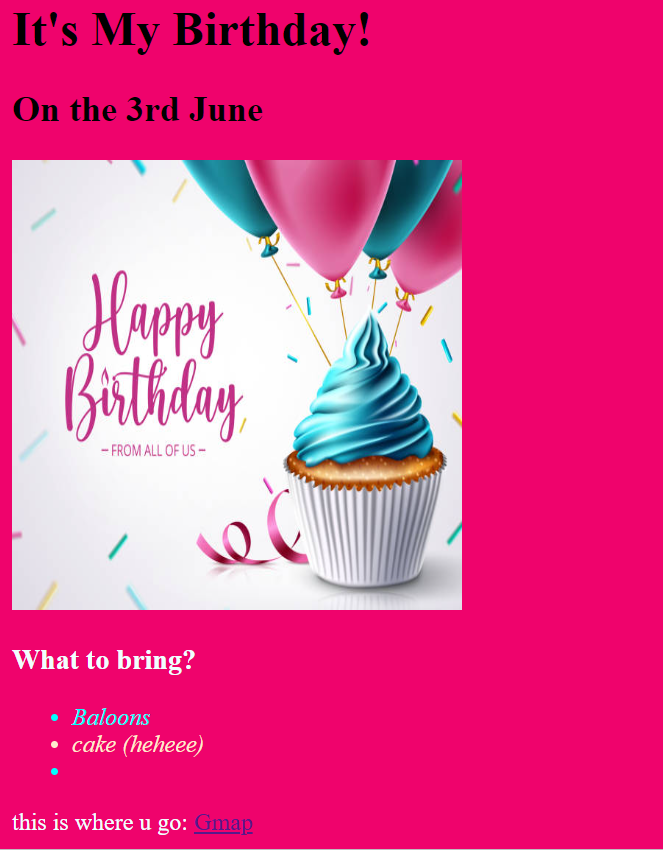 It's My Birthday!
On the 3rd June
Happy
Birthday
– FROM ALL OF US –
What to bring?
• Baloons
• cake (heheee)
•
this is where u go: Gmap